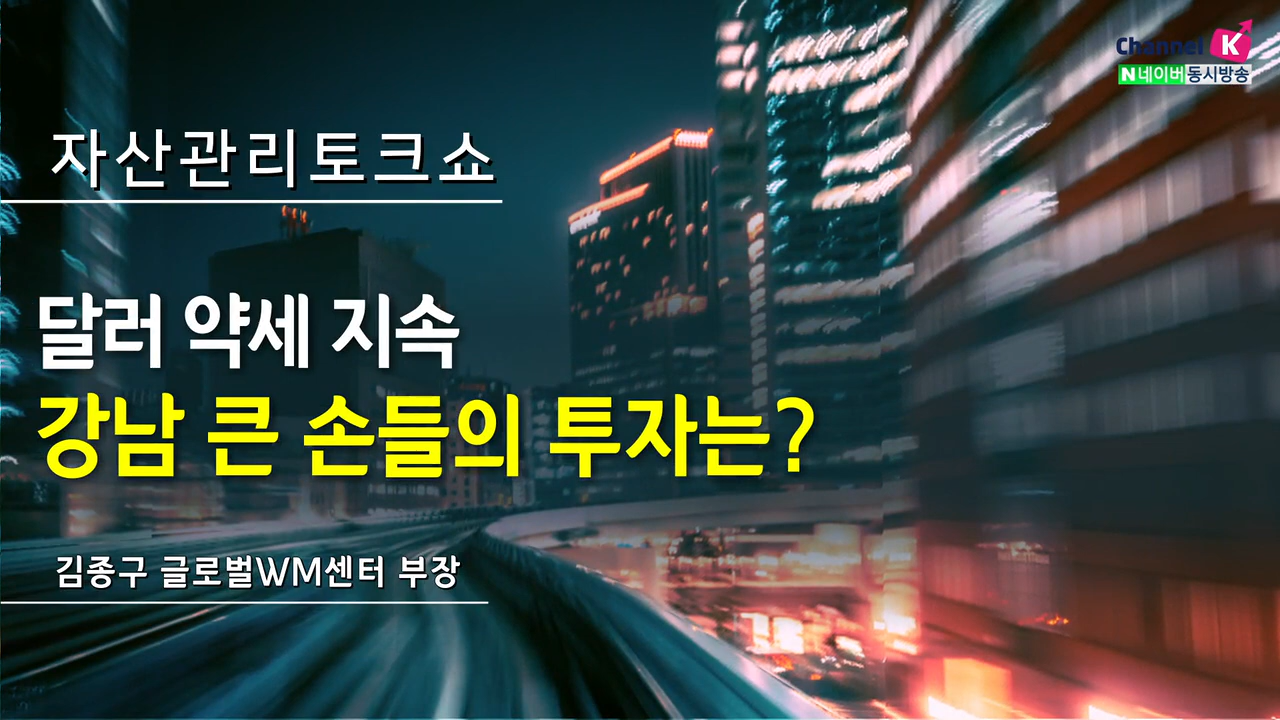 Channel K
N 네이버 동시방송
자산관리토크쇼
달러 약세 지속
강남 큰 손들의 투자는?
김종구 글로벌WM센터 부장